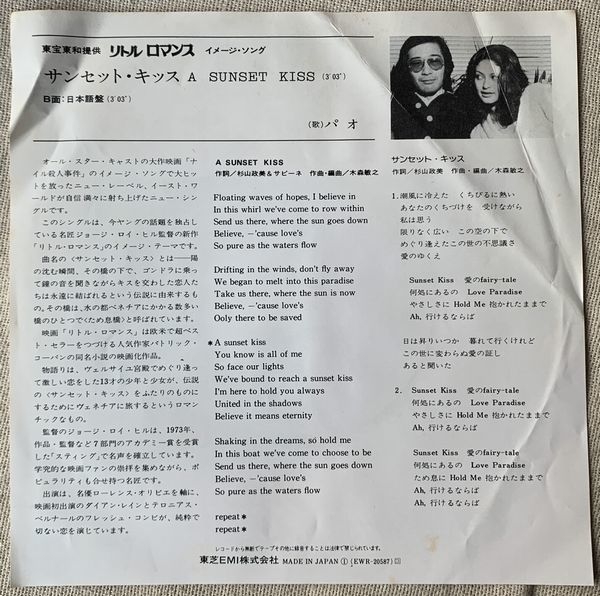 東宝東和提供 リトル ロマンス イメージ・ソング
サンセット・キッス A SUNSET KISS (3′03″)
B面:日本語盤 (3′03″)
(歌) パオ
オール・スター・キャストの大作映画「ナ
イル殺人事件」のイメージ・ソングで大ヒッ
トを放ったニュー・レーベル、イースト・ワ
ールドが自信満々に射ち上げたニュー・シン
グルです。
このシングルは、今ヤングの話題を独占し
ている名匠ジョージ・ロイ・ヒル監督の新作
「リトル・ロマンス」のイメージ・テーマです。
曲名の〈サンセット・キッス〉とは──陽
の沈む瞬間、その橋の下で、ゴンドラに乗っ
て鐘の音を聞きながらキスを交わした恋人た
ちは永遠に結ばれるという伝説に由来するも
の。その橋は、水の都ベネチアにかかる数多い
橋のひとつでくため息橋〉と呼ばれています。
映画「リトル・ロマンス」は欧米で超ベス
ト・セラーをつづける人気作家パトリック・
コーバンの同名小説の映画化作品。
物語りは、ヴェルサイユ宮殿でめぐり逢っ
て激しい恋をした13才の少年と少女が、伝説
の〈サンセット・キッス〉をふたりのものに
するためにヴェネチアに旅するというロマン
チックなもの。
監督のジョージ・ロイ・ヒルは、1973年、
作品・監督など7部門のアカデミー賞を受賞
した「スティング」で名声を確立しています。
学究的な映画ファンの崇拝を集めながら、ポ
ピュラリティも合せ持つ名匠です。
出演は、名優ローレンス・オリビエを軸に、
映画初出演のダイアン・レインとテロニアス・
ベルナールのフレッシュ・コンビが、純粋で
切ない恋を演じています。
A SUNSET KISS
作詞/杉山政美&サビーネ 作曲・編曲/木森敏之
Floating waves of hopes, I believe in
In this whirl we've come to row within
Send us there, where the sun goes down
Believe, —'cause love's
So pure as the waters flow
Drifting in the winds, don't fly away
We began to melt into this paradise
Take us there, where the sun is now
Believe, —'cause love's
Ooly there to be saved
*A sunset kiss
You know is all of me
So face our lights
We've bound to reach a sunset kiss
I'm here to hold you always
United in the shadows
Believe it means eternity
Shaking in the dreams, so hold me
In this boat we've come to choose to be
Send us there, where the sun goes down
Believe, —'cause love's
So pure as the waters flow
repeat*
repeat*
サンセット・キッス
作詞/杉山政美 作曲・編曲/木森敏之
1. 潮風に冷えた くちびるに熱い
あなたのくちづけを 受けながら
私は思う
限りなく広い この空の下で
めぐり逢えたこの世の不思議さ
愛のゆくえ
Sunset Kiss 愛のfairy-tale
何処にあるの Love Paradise
やさしさに Hold Me 抱かれたままで
Ah, 行けるならば
日は昇りいつか 暮れて行くけれど
この世に変わらぬ愛の証し
あると聞いた
2. Sunset Kiss 愛のfairy-tale
何処にあるの Love Paradise
やさしさに Hold Me 抱かれたままで
Ah, 行けるならば
Sunset Kiss 愛のfairy-tale
何処にあるの Love Paradise
ため息に Hold Me 抱かれたままで
Ah, 行けるならば
レコードから無断でテープその他に録音することは法律で禁じられています。
東芝EMI株式会社 MADE IN JAPAN ① (EWR-20587)